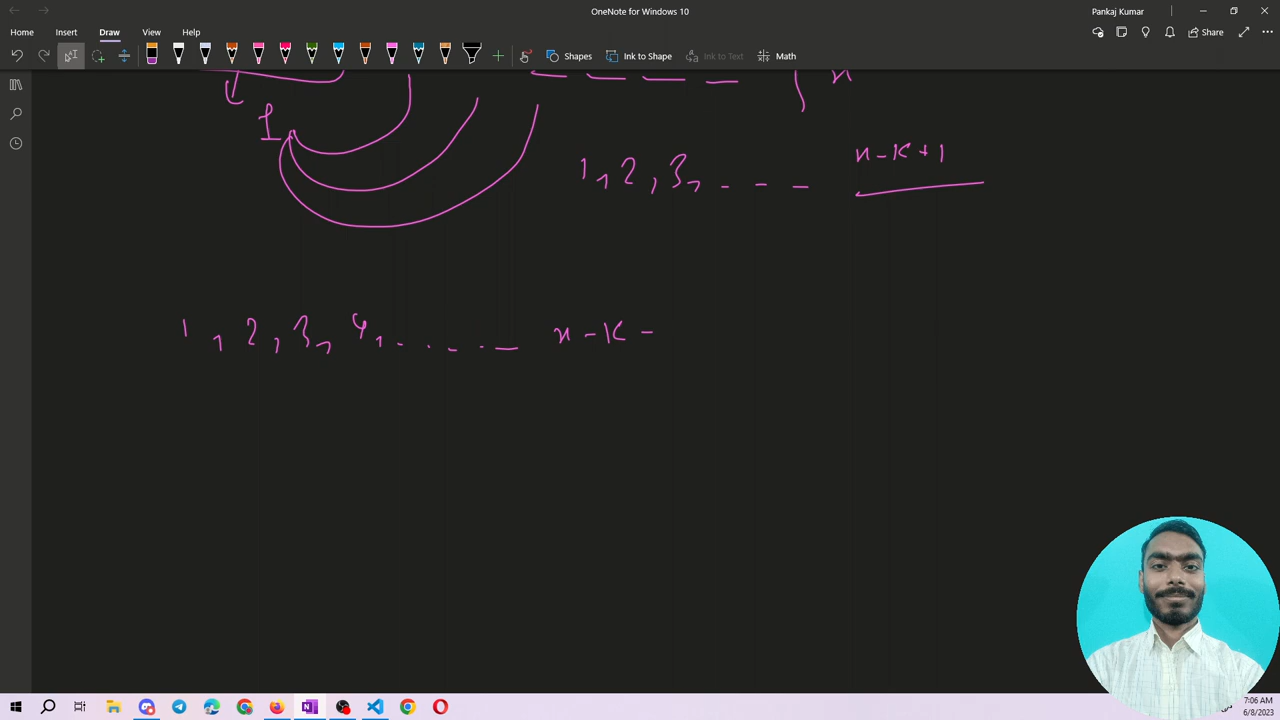 OneNote for Windows 10
Pankaj Kumar
Home Insert Draw View Help
Share
Shapes Ink to Shape Ink to Text Math
n
1
n-k+1
1, 2, 3, - - -
1, 2, 3, 4, . . - . - n-k-
7:06 AM
6/8/2023